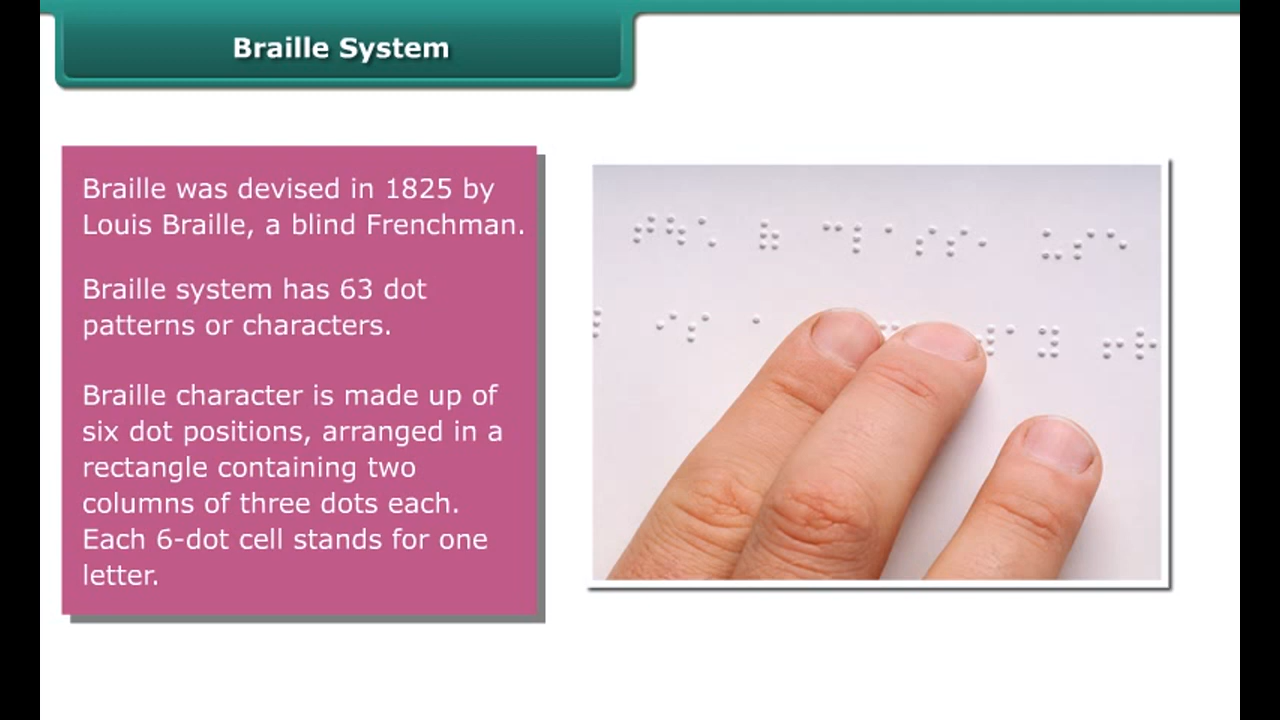 Braille System
Braille was devised in 1825 by
Louis Braille, a blind Frenchman.
Braille system has 63 dot
patterns or characters.
Braille character is made up of
six dot positions, arranged in a
rectangle containing two
columns of three dots each.
Each 6-dot cell stands for one
letter.